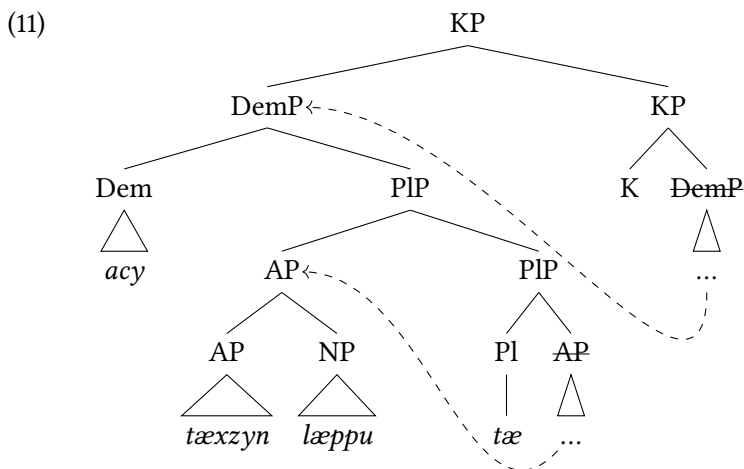 (11) KP
DemP KP
Dem PlP K DemP
acy AP PlP ...
AP NP Pl AP
tæxzyn læppu tæ ...